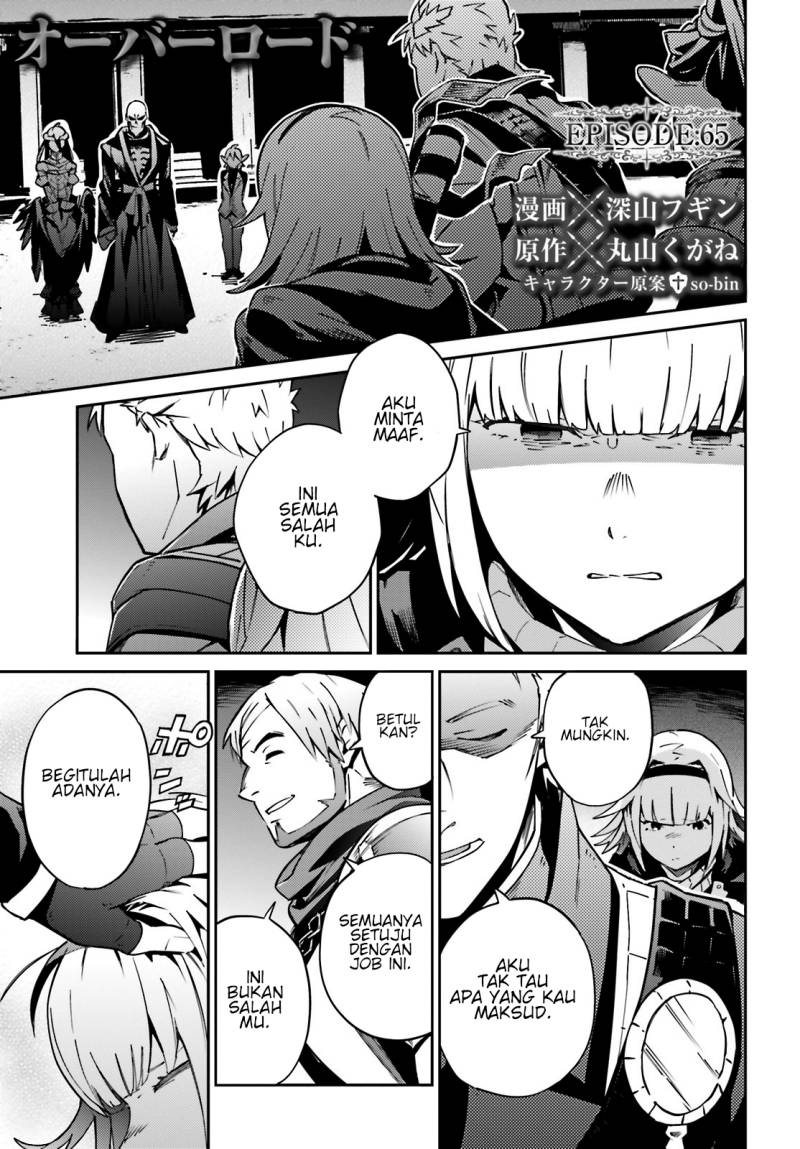 オーバーロード
EPISODE:65
漫画×深山フギン
原作×丸山くがね
キャラクター原案 so-bin
AKU
MINTA
MAAF.
INI
SEMUA
SALAH
KU.
TAK
MUNGKIN.
AKU
TAK TAU
APA YANG KAU
MAKSUD.
BETUL
KAN?
SEMUANYA
SETUJU
DENGAN
JOB INI.
INI
BUKAN
SALAH
MU.
ポン
BEGITULAH
ADANYA.